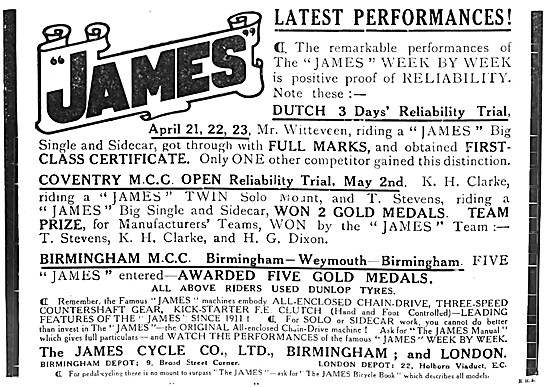 "JAMES"
LATEST PERFORMANCES!
¶ The remarkable performances of
The "JAMES" WEEK BY WEEK
is positive proof of RELIABILITY.
Note these :—
DUTCH 3 Days' Reliability Trial,
April 21, 22, 23, Mr. Witteveen, riding a "JAMES" Big
Single and Sidecar, got through with FULL MARKS, and obtained FIRST-
CLASS CERTIFICATE. Only ONE other competitor gained this distinction.
COVENTRY M.C.C. OPEN Reliability Trial, May 2nd. K. H. Clarke,
riding a "JAMES" TWIN Solo Mount, and T. Stevens, riding a
"JAMES" Big Single and Sidecar, WON 2 GOLD MEDALS. TEAM
PRIZE, for Manufacturers' Teams, WON by the "JAMES" Team :—
T. Stevens, K. H. Clarke, and H. G. Dixon.
BIRMINGHAM M.C.C. Birmingham—Weymouth—Birmingham. FIVE
"JAMES" entered—AWARDED FIVE GOLD MEDALS.
ALL ABOVE RIDERS USED DUNLOP TYRES.
¶ Remember, the Famous "JAMES" machines embody ALL-ENCLOSED CHAIN-DRIVE, THREE-SPEED
COUNTERSHAFT GEAR, KICK-STARTER F.E. CLUTCH (Hand and Foot Controlled)—LEADING
FEATURES OF THE "JAMES" SINCE 1911! ¶ For SOLO or SIDECAR work, you cannot do better
than invest in The "JAMES"—the ORIGINAL All-enclosed Chain-Drive machine! Ask for "The JAMES Manual"
which gives full particulars—and WATCH THE PERFORMANCES of the famous "JAMES" WEEK BY WEEK.
The JAMES CYCLE CO., LTD., BIRMINGHAM; and LONDON.
BIRMINGHAM DEPOT: 9, Broad Street Corner. LONDON DEPOT: 22, Holborn Viaduct, E.C.
¶ For pedal-cycling there is no mount to surpass "The JAMES"—ask for "The JAMES Bicycle Book" which describes all models.